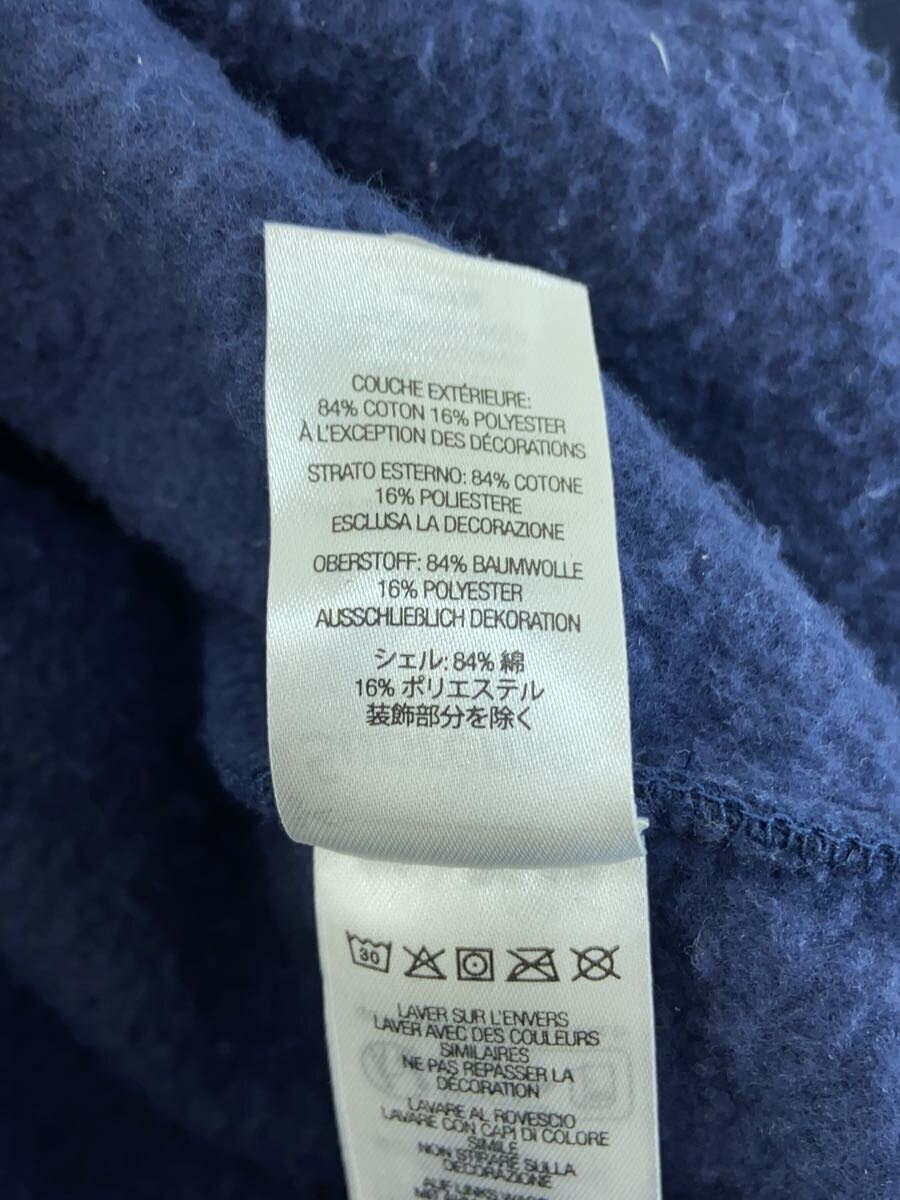 COUCHE EXTÉRIEURE:
84% COTON 16% POLYESTER
À L'EXCEPTION DES DÉCORATIONS
STRATO ESTERNO: 84% COTONE
16% POLIESTERE
ESCLUSA LA DECORAZIONE
OBERSTOFF: 84% BAUMWOLLE
16% POLYESTER
AUSSCHLIEßLICH DEKORATION
シェル: 84% 綿
16% ポリエステル
装飾部分を除く
30
LAVER SUR L'ENVERS
LAVER AVEC DES COULEURS
SIMILAIRES
NE PAS REPASSER LA
DÉCORATION
LAVARE AL ROVESCIO
LAVARE CON CAPI DI COLORE
SIMILE
NON STIRARE SULLA
DECORAZIONE
AUF LINKS